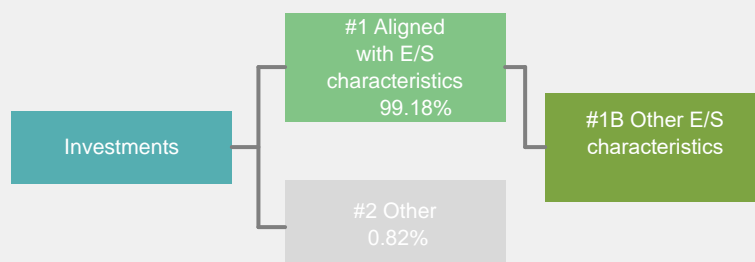 #1 Aligned
with E/S
characteristics
99.18%
Investments
#1B Other E/S
characteristics
#2 Other
0.82%